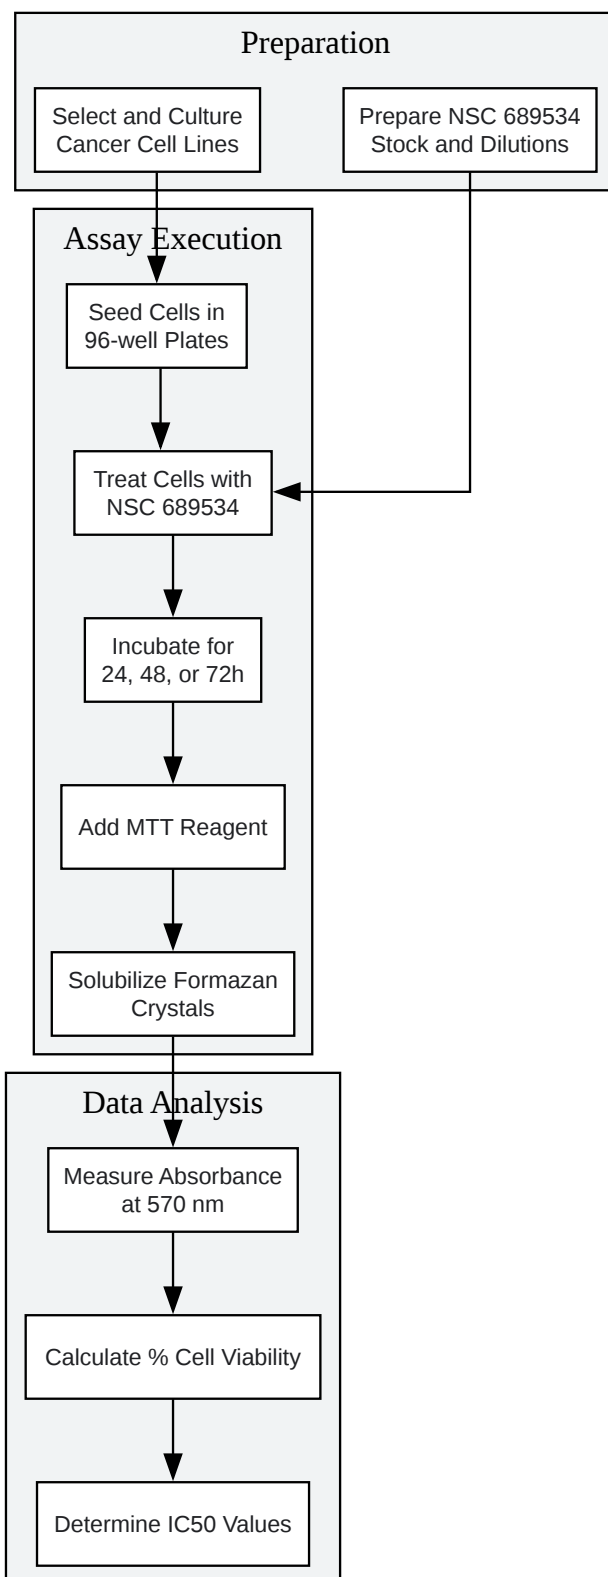 Preparation
Select and Culture
Cancer Cell Lines
Prepare NSC 689534
Stock and Dilutions
Assay Execution
Seed Cells in
96-well Plates
Treat Cells with
NSC 689534
Incubate for
24, 48, or 72h
Add MTT Reagent
Solubilize Formazan
Crystals
Data Analysis
Measure Absorbance
at 570 nm
Calculate % Cell Viability
Determine IC50 Values